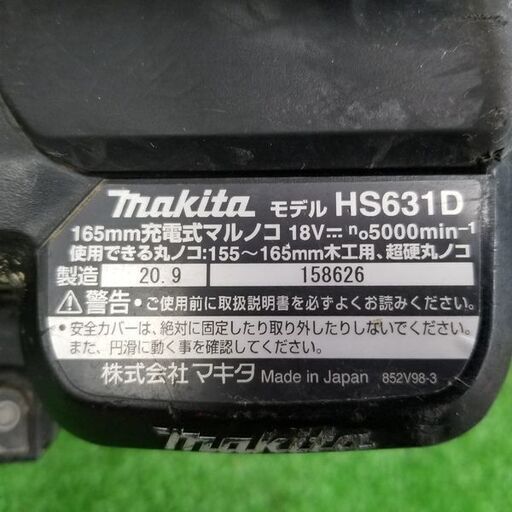 makita モデル HS631D
165mm充電式マルノコ 18V⎓ n₀5000min⁻¹
使用できる丸ノコ:155～165mm木工用、超硬丸ノコ
製造 20.9 158626
⚠警告 ●ご使用前に取扱説明書を必ずよくお読みください。
●安全カバーは、絶対に固定したり取り外したりしないでください。
また、円滑に動く事を確認してください。
株式会社マキタ Made in Japan 852V98-3
makita